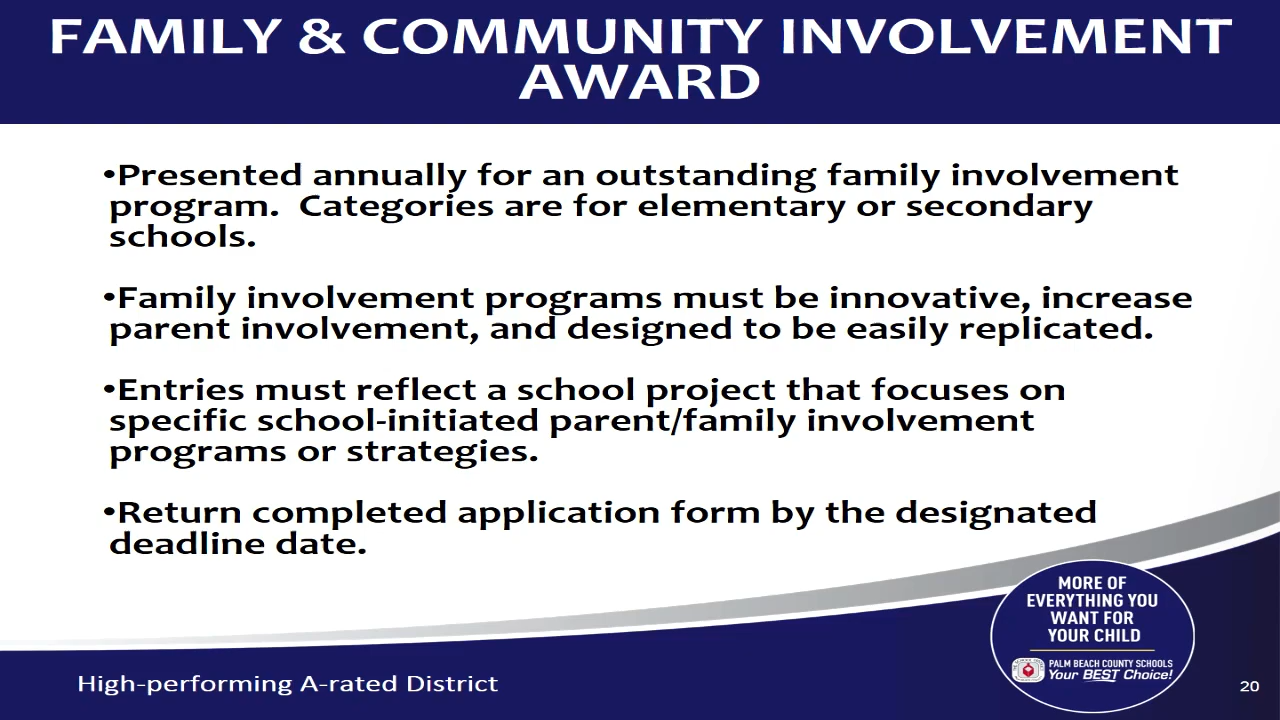 FAMILY & COMMUNITY INVOLVEMENT
AWARD
•Presented annually for an outstanding family involvement
program.  Categories are for elementary or secondary
schools.
•Family involvement programs must be innovative, increase
parent involvement, and designed to be easily replicated.
•Entries must reflect a school project that focuses on
specific school-initiated parent/family involvement
programs or strategies.
•Return completed application form by the designated
deadline date.
MORE OF
EVERYTHING YOU
WANT FOR
YOUR CHILD
PALM BEACH COUNTY SCHOOLS
Your BEST Choice!
High-performing A-rated District
20